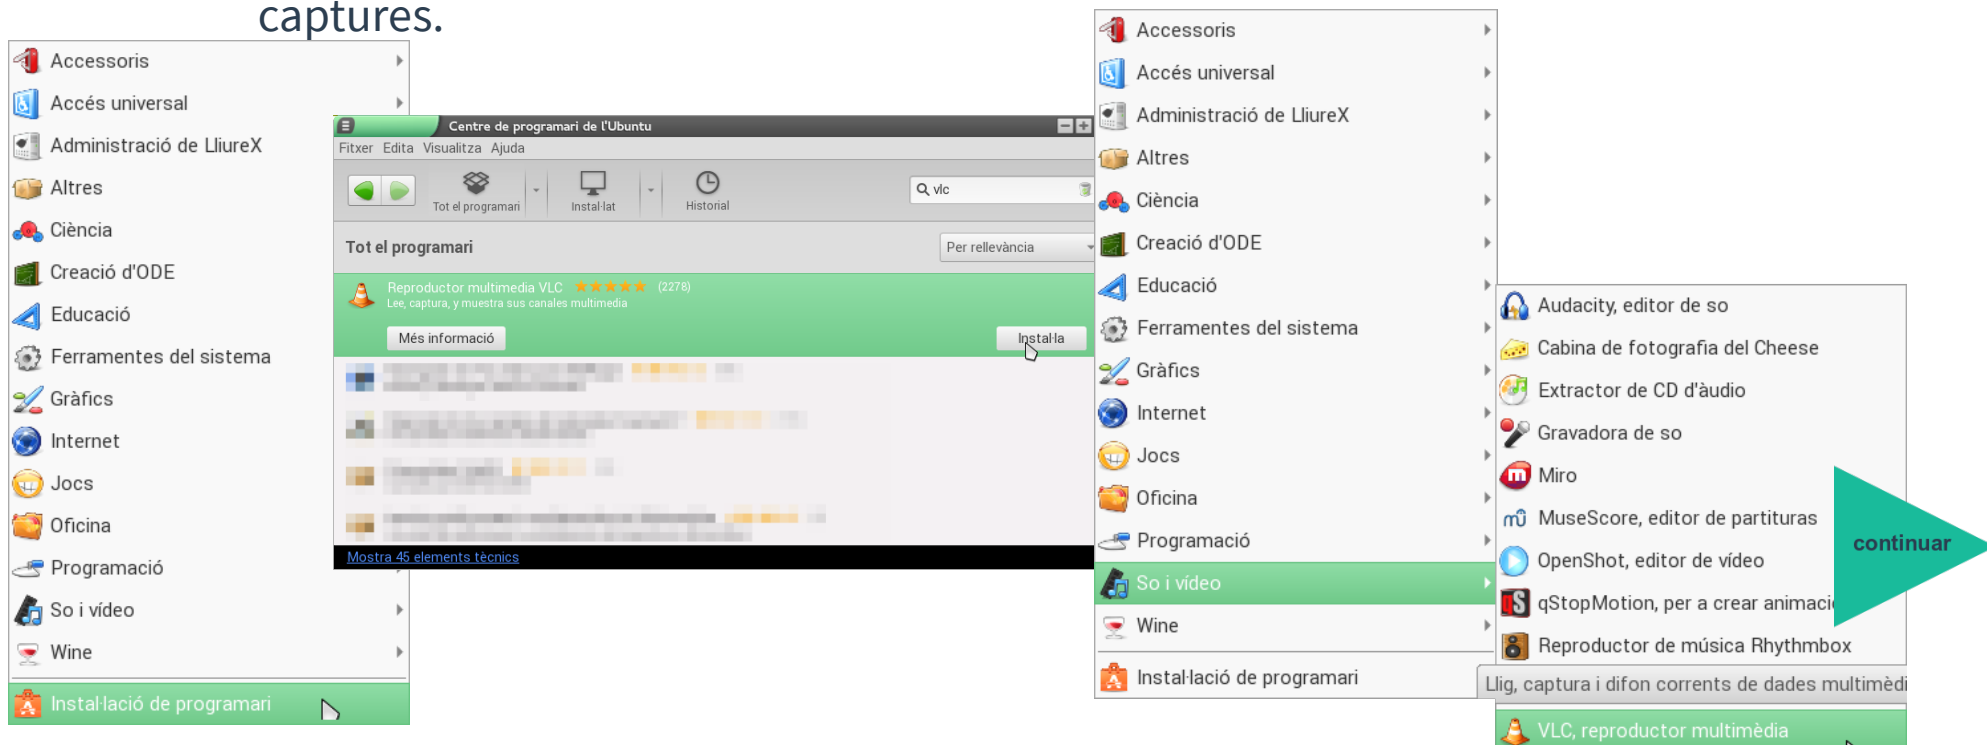 captures.
Accessoris
Accés universal
Administració de LliureX
Altres
Ciència
Creació d'ODE
Educació
Ferramentes del sistema
Gràfics
Internet
Jocs
Oficina
Programació
So i vídeo
Wine
Instal·lació de programari
Centre de programari de l'Ubuntu
Fitxer Edita Visualitza Ajuda
Tot el programari
Instal·lat
Historial
vlc
Tot el programari
Per rellevància
Reproductor multimedia VLC (2278)
Lee, captura, y muestra sus canales multimedia
Més informació
Instal·la
Mostra 45 elements tècnics
Accessoris
Accés universal
Administració de LliureX
Altres
Ciència
Creació d'ODE
Educació
Ferramentes del sistema
Gràfics
Internet
Jocs
Oficina
Programació
So i vídeo
Wine
Instal·lació de programari
Audacity, editor de so
Cabina de fotografia del Cheese
Extractor de CD d'àudio
Gravadora de so
Miro
MuseScore, editor de partitures
OpenShot, editor de vídeo
qStopMotion, per a crear animaci
Reproductor de música Rhythmbox
Llig, captura i difon corrents de dades multimèdi
VLC, reproductor multimèdia
continuar